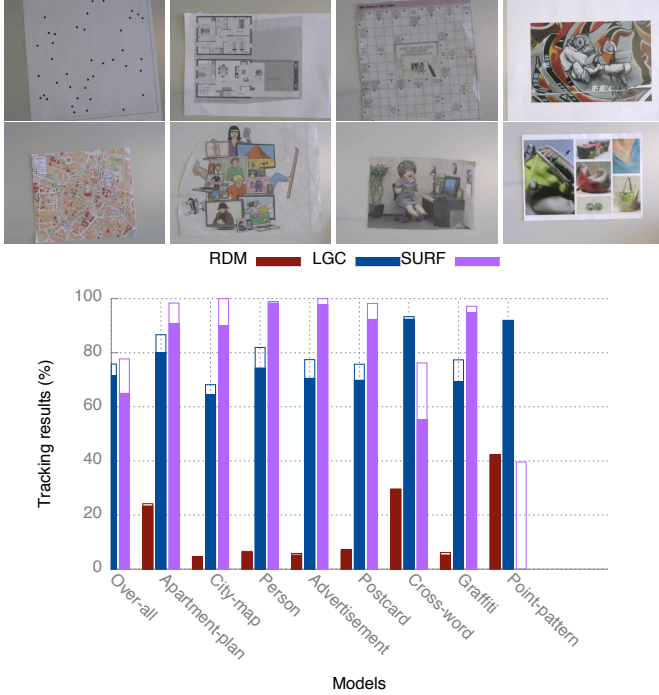 RDM LGC SURF
100
80
60
40
20
0
Tracking results (%)
Over-all
Apartment-plan
City-map
Person
Advertisement
Postcard
Cross-word
Graffiti
Point-pattern
Models